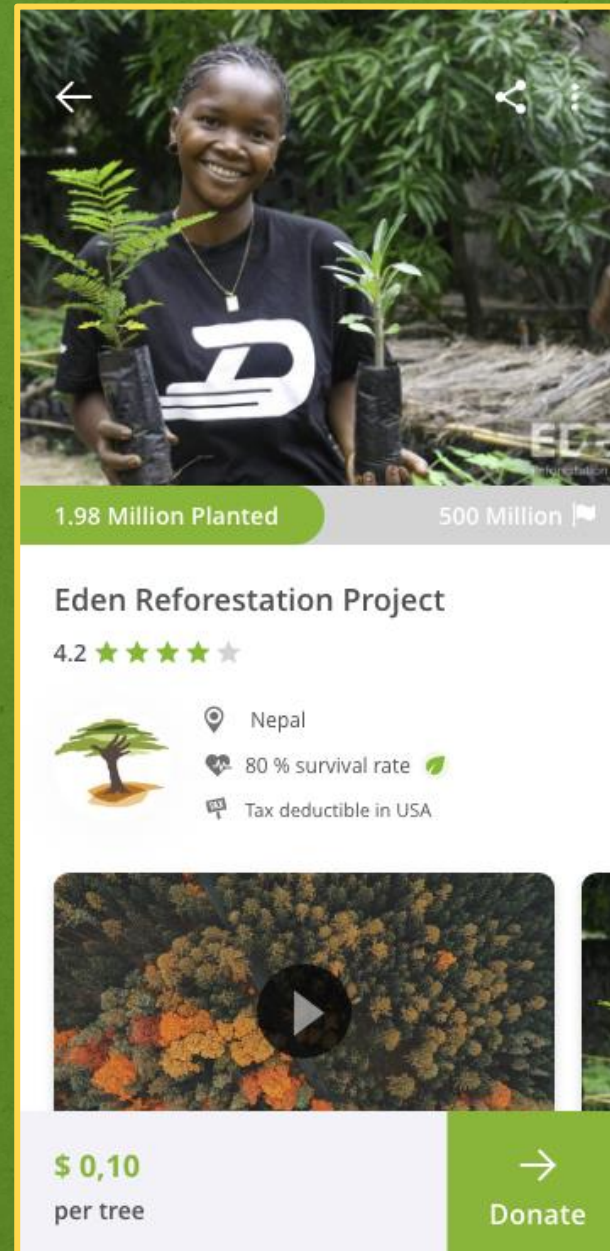 1.98 Million Planted
500 Million
Eden Reforestation Project
4.2
Nepal
80 % survival rate
TAX Tax deductible in USA
$ 0,10
per tree
Donate